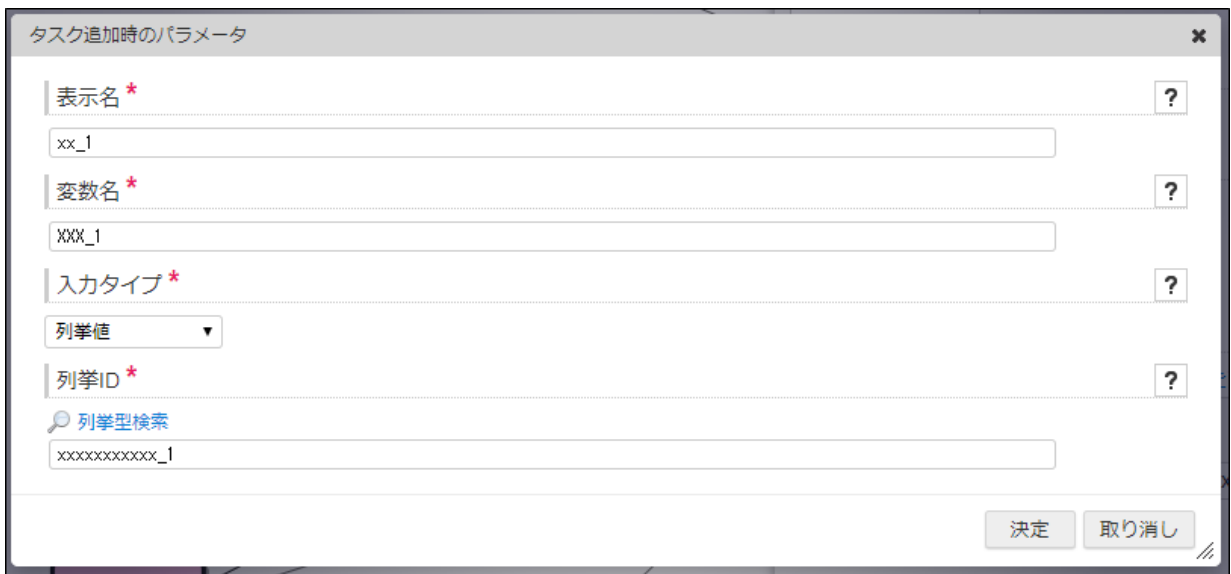 タスク追加時のパラメータ ✖
表示名 * ?
xx_1
変数名 * ?
XXX_1
入力タイプ * ?
列挙値 ▼
列挙ID * ?
列挙型検索
xxxxxxxxxxx_1
決定 取り消し